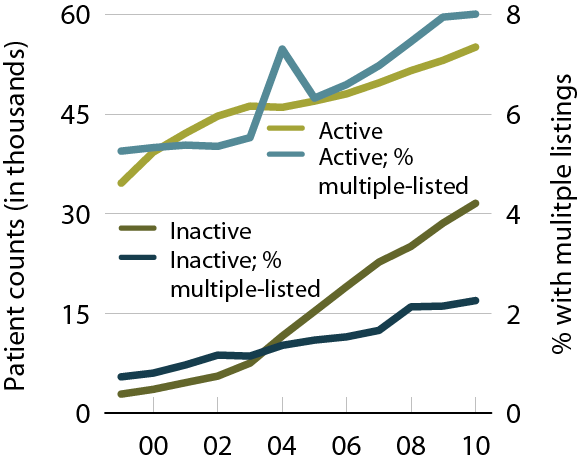 Patient counts (in thousands)
60
45
30
15
0
Active
Active; %
multiple-listed
Inactive
Inactive; %
multiple-listed
8
6
4
2
0
% with mulitple listings
00 02 04 06 08 10